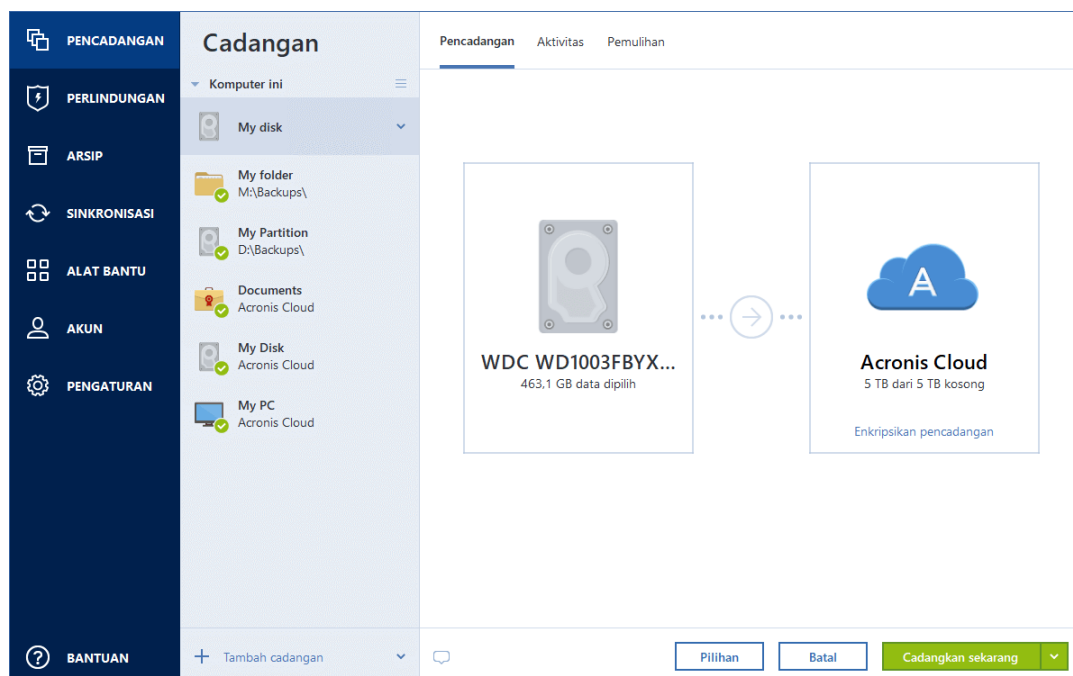 PENCADANGAN
PERLINDUNGAN
ARSIP
SINKRONISASI
ALAT BANTU
AKUN
PENGATURAN
BANTUAN
Cadangan
Komputer ini
My disk
My folder
M:\Backups\
My Partition
D:\Backups\
Documents
Acronis Cloud
My Disk
Acronis Cloud
My PC
Acronis Cloud
Tambah cadangan
Pencadangan Aktivitas Pemulihan
WDC WD1003FBYX...
463,1 GB data dipilih
Acronis Cloud
5 TB dari 5 TB kosong
Enkripsikan pencadangan
Pilihan Batal Cadangkan sekarang